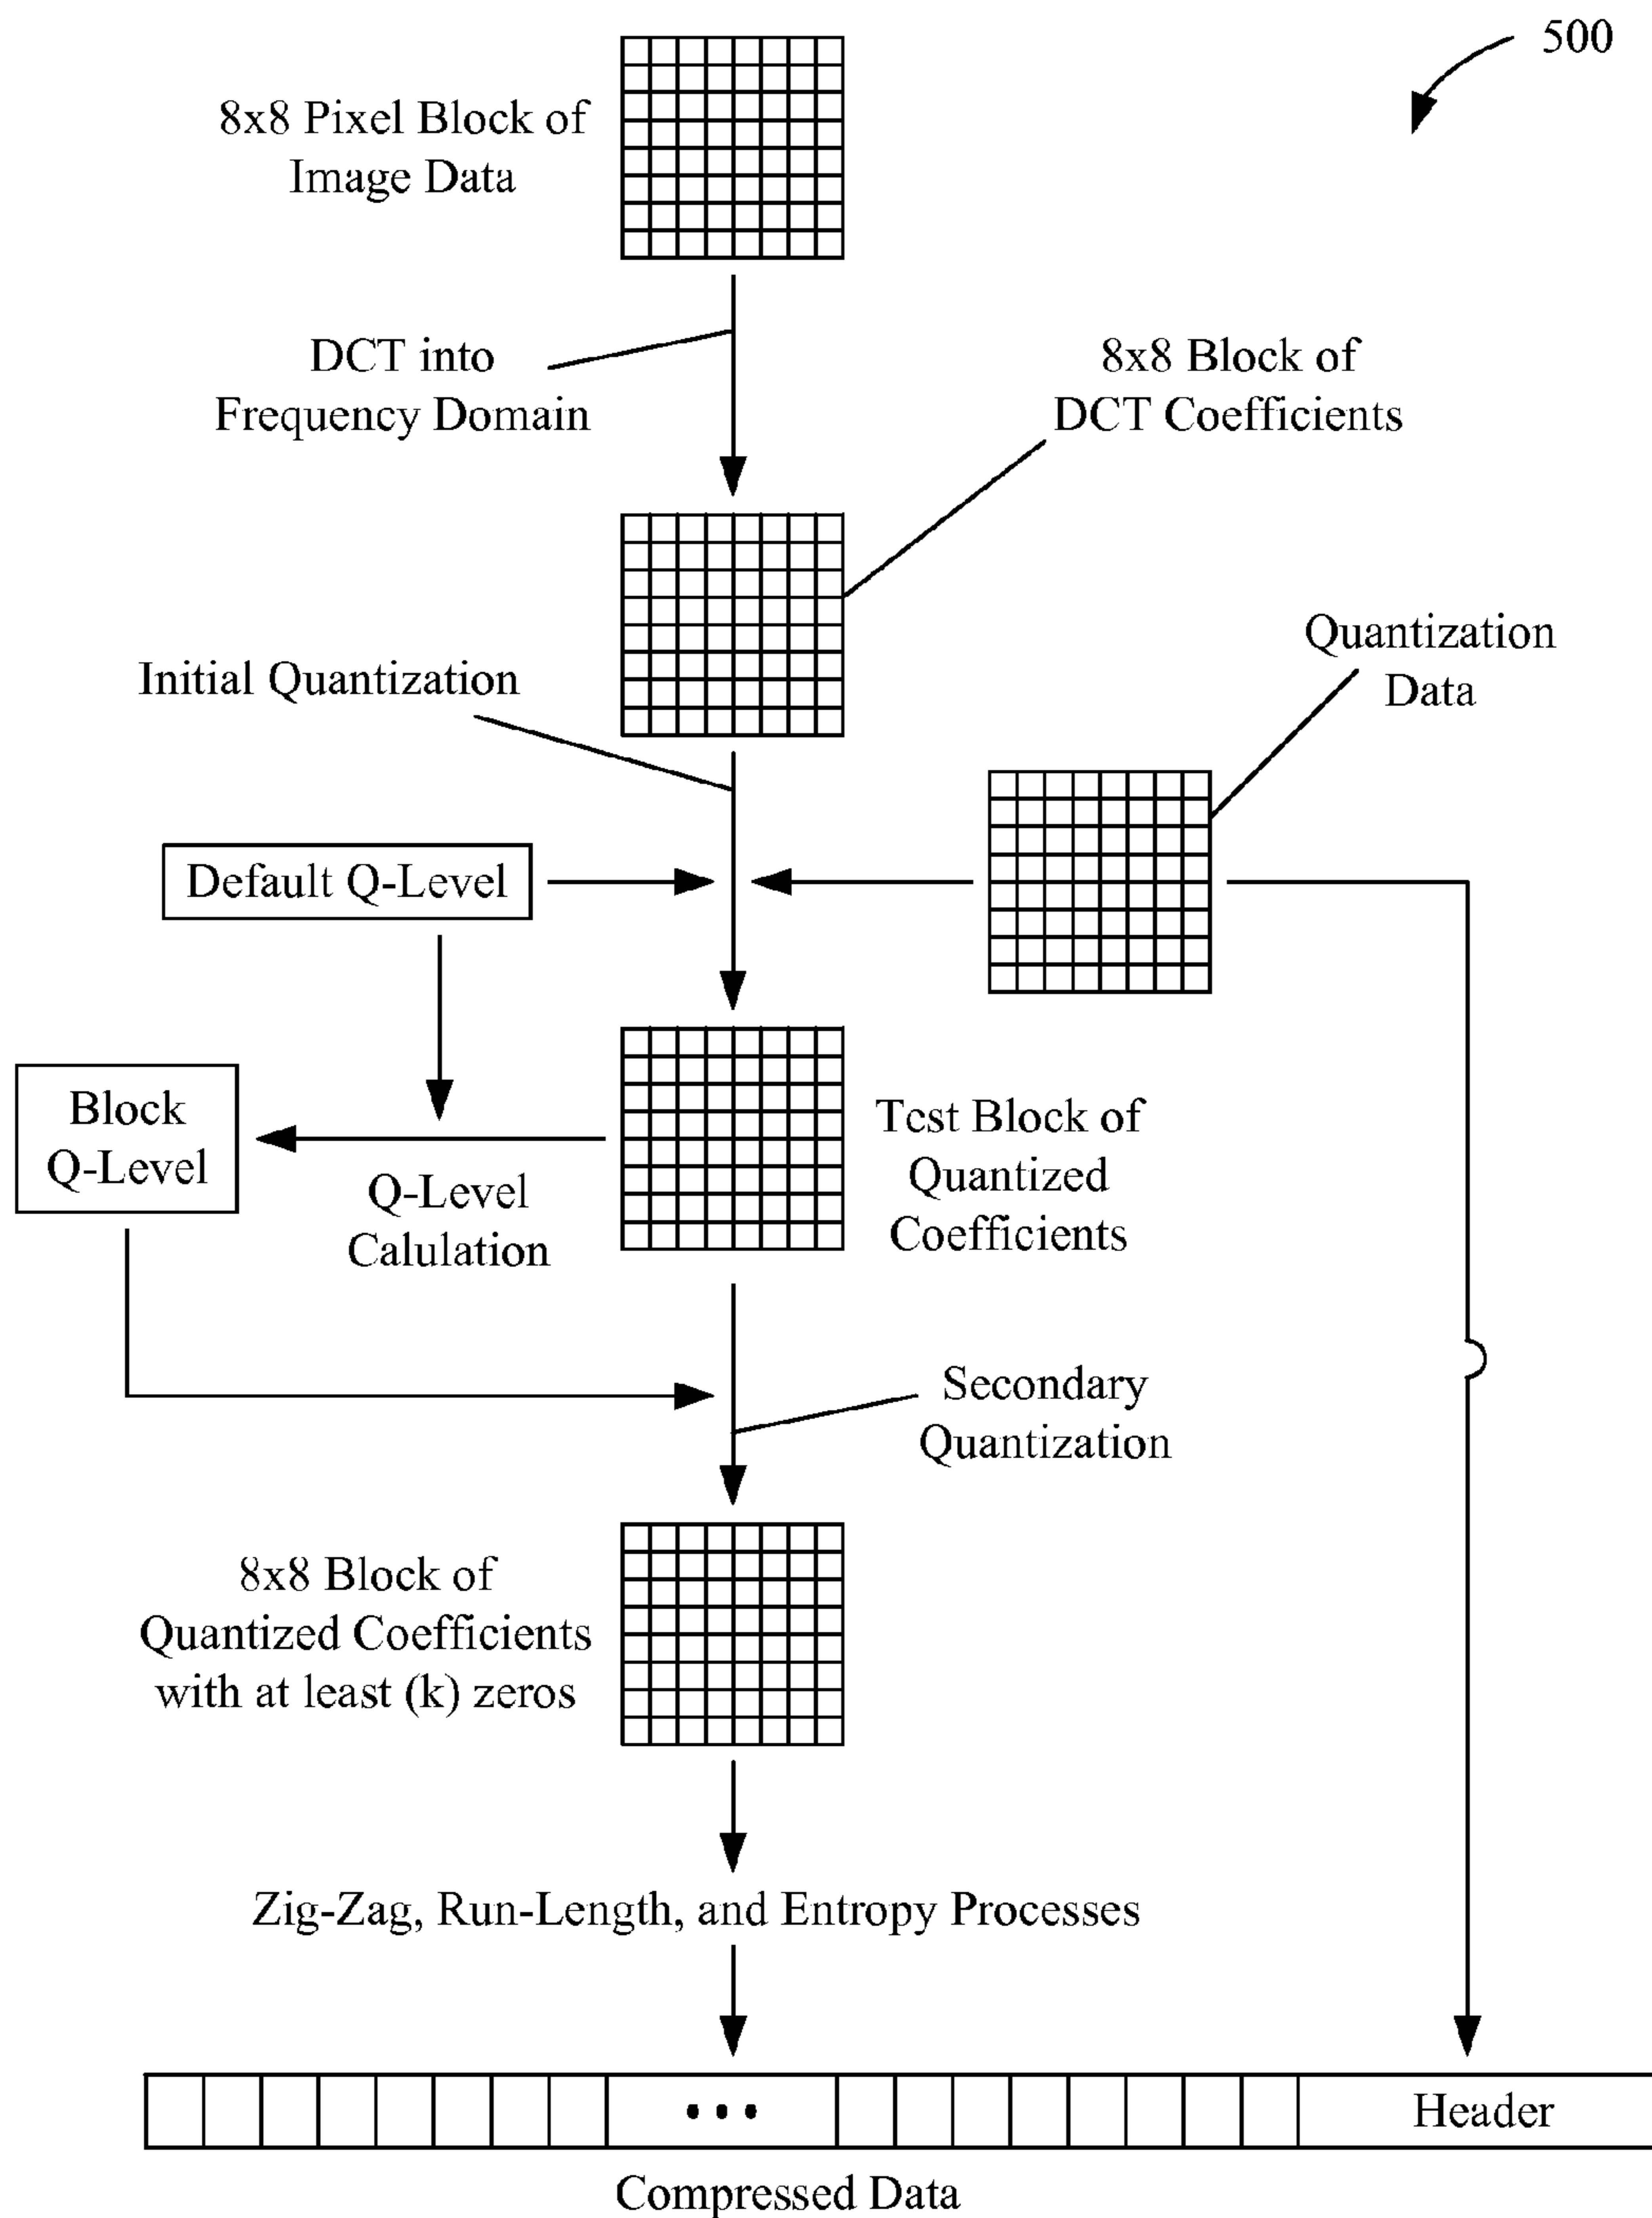 500
8x8 Pixel Block of
Image Data
DCT into
Frequency Domain
8x8 Block of
DCT Coefficients
Quantization
Data
Initial Quantization
Default Q-Level
Block
Q-Level
Q-Level
Calulation
Test Block of
Quantized
Coefficients
Secondary
Quantization
8x8 Block of
Quantized Coefficients
with at least (k) zeros
Zig-Zag, Run-Length, and Entropy Processes
• • •
Header
Compressed Data